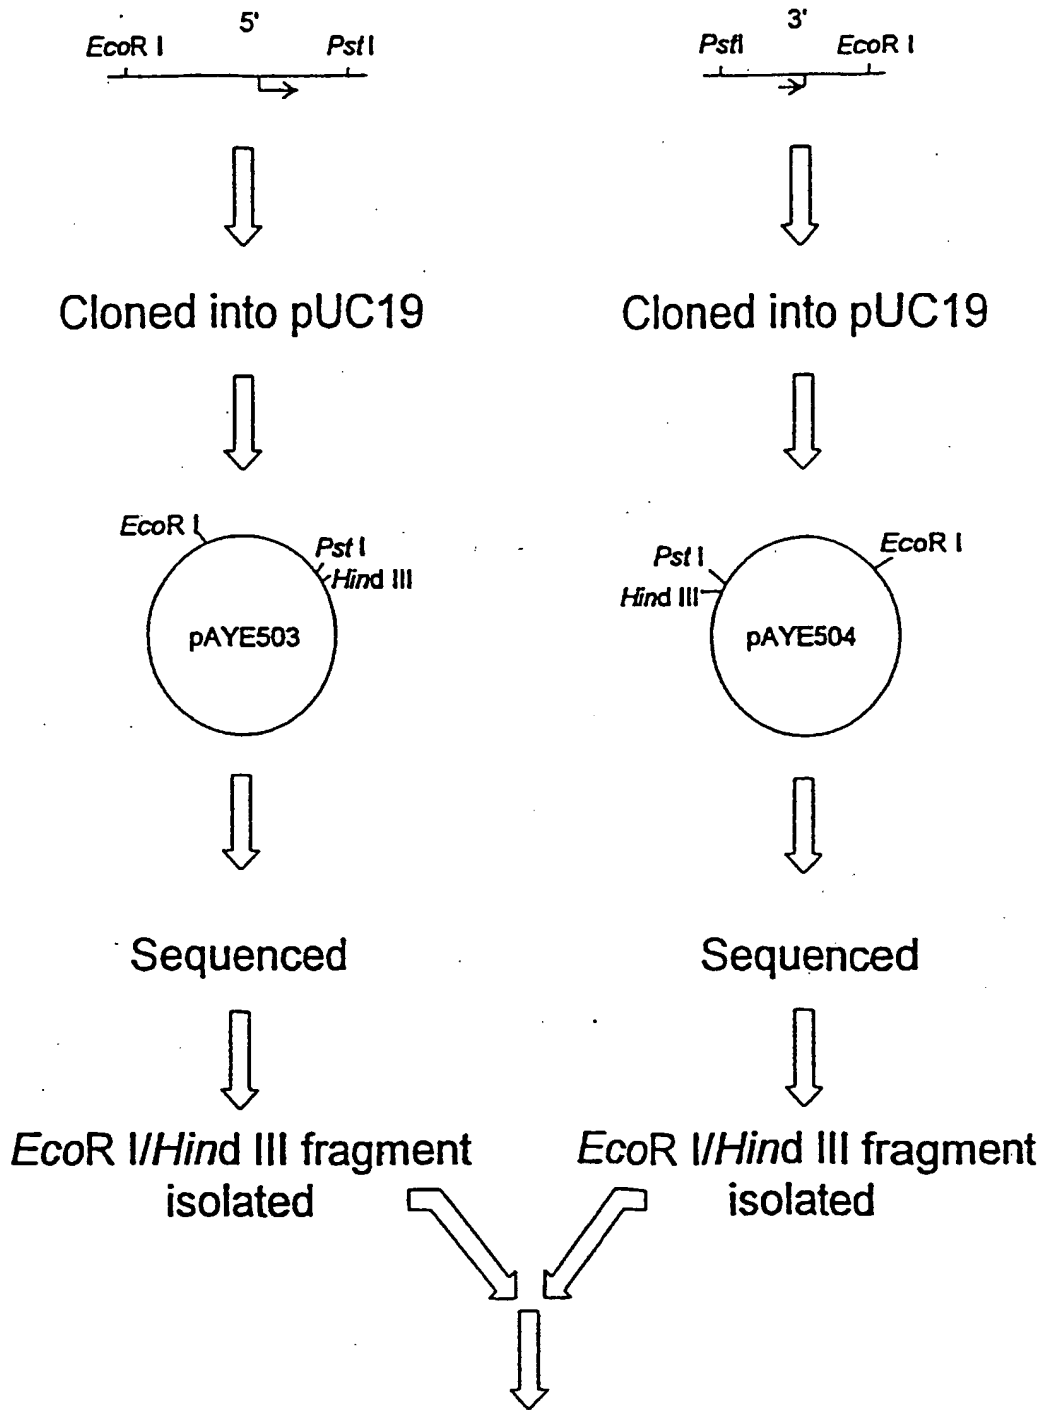 5'
EcoR I
Pst I
3'
PstI
EcoR I
Cloned into pUC19
Cloned into pUC19
EcoR I
Pst I
Hind III
pAYE503
Pst I
Hind III
EcoR I
pAYE504
Sequenced
Sequenced
EcoR I/Hind III fragment
isolated
EcoR I/Hind III fragment
isolated